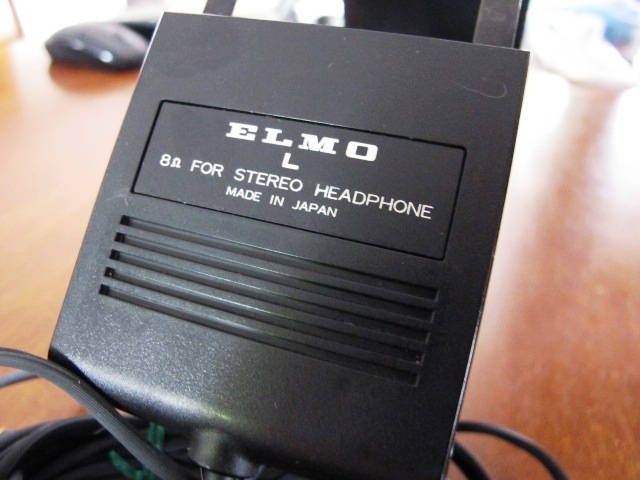 ELMO
L
8Ω FOR STEREO HEADPHONE
MADE IN JAPAN